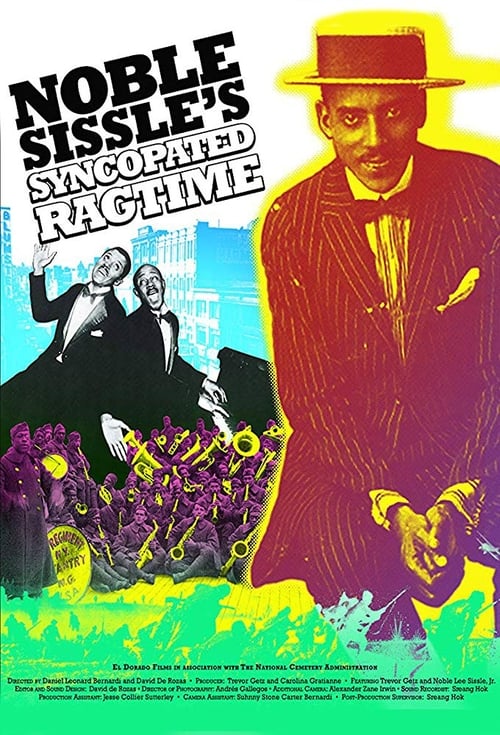 NOBLE
SISSLE'S
SYNCOPATED
RAGTIME
REGIMENT
N.Y.
N.G.
EL DORADO FILMS IN ASSOCIATION WITH THE NATIONAL CEMETERY ADMINISTRATION
DIRECTED BY DANIEL LEONARD BERNARDI AND DAVID DE ROZAS • PRODUCER: TREVOR GETZ AND CAROLINA GRATIANNE • FEATURING TREVOR GETZ AND NOBLE LEE SISSLE, JR.
EDITOR AND SOUND DESIGN: DAVID DE ROZAS • DIRECTOR OF PHOTOGRAPHY: ANDRÉS GALLEGOS • ADDITIONAL CAMERA: ALEXANDER ZANE IRWIN • SOUND RECORDIST: SREANG HOK
PRODUCTION ASSISTANT: JESSE COLLIER SUTTERLEY • CAMERA ASSISTANT: SUHNNY STONE CARTER BERNARDI • POST-PRODUCTION SUPERVISOR: SREANG HOK